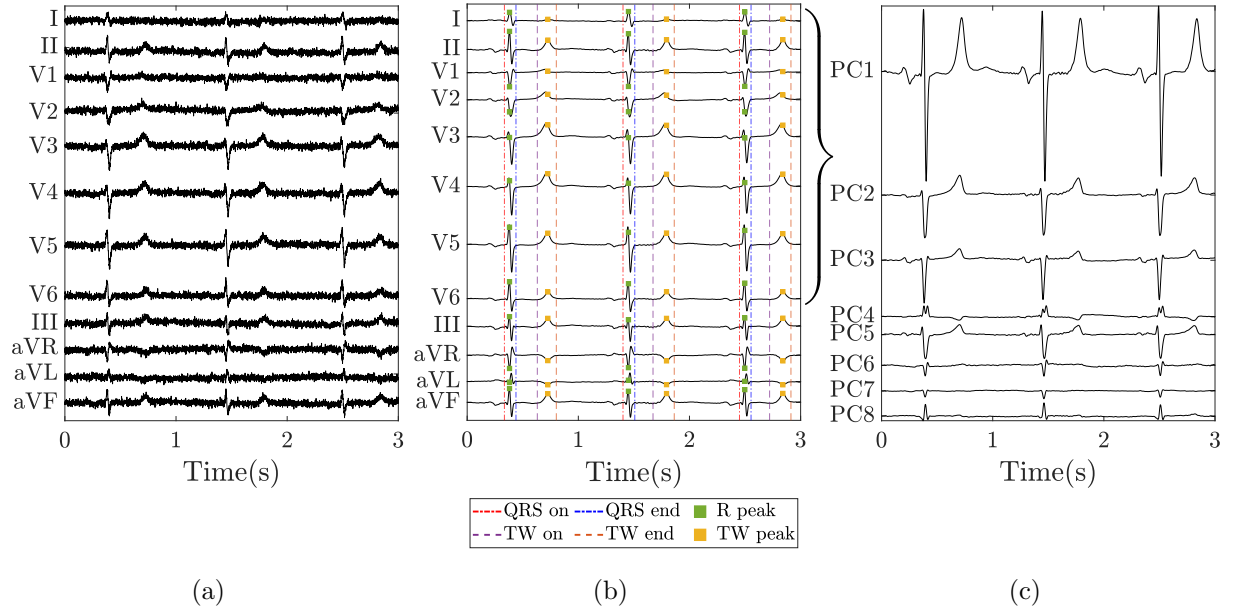 I
II
V1
V2
V3
V4
V5
V6
III
aVR
aVL
aVF
0 1 2 3
Time(s)
(a)
I
II
V1
V2
V3
V4
V5
V6
III
aVR
aVL
aVF
0 1 2 3
Time(s)
QRS on QRS end R peak
TW on TW end TW peak
(b)
PC1
PC2
PC3
PC4
PC5
PC6
PC7
PC8
0 1 2 3
Time(s)
(c)